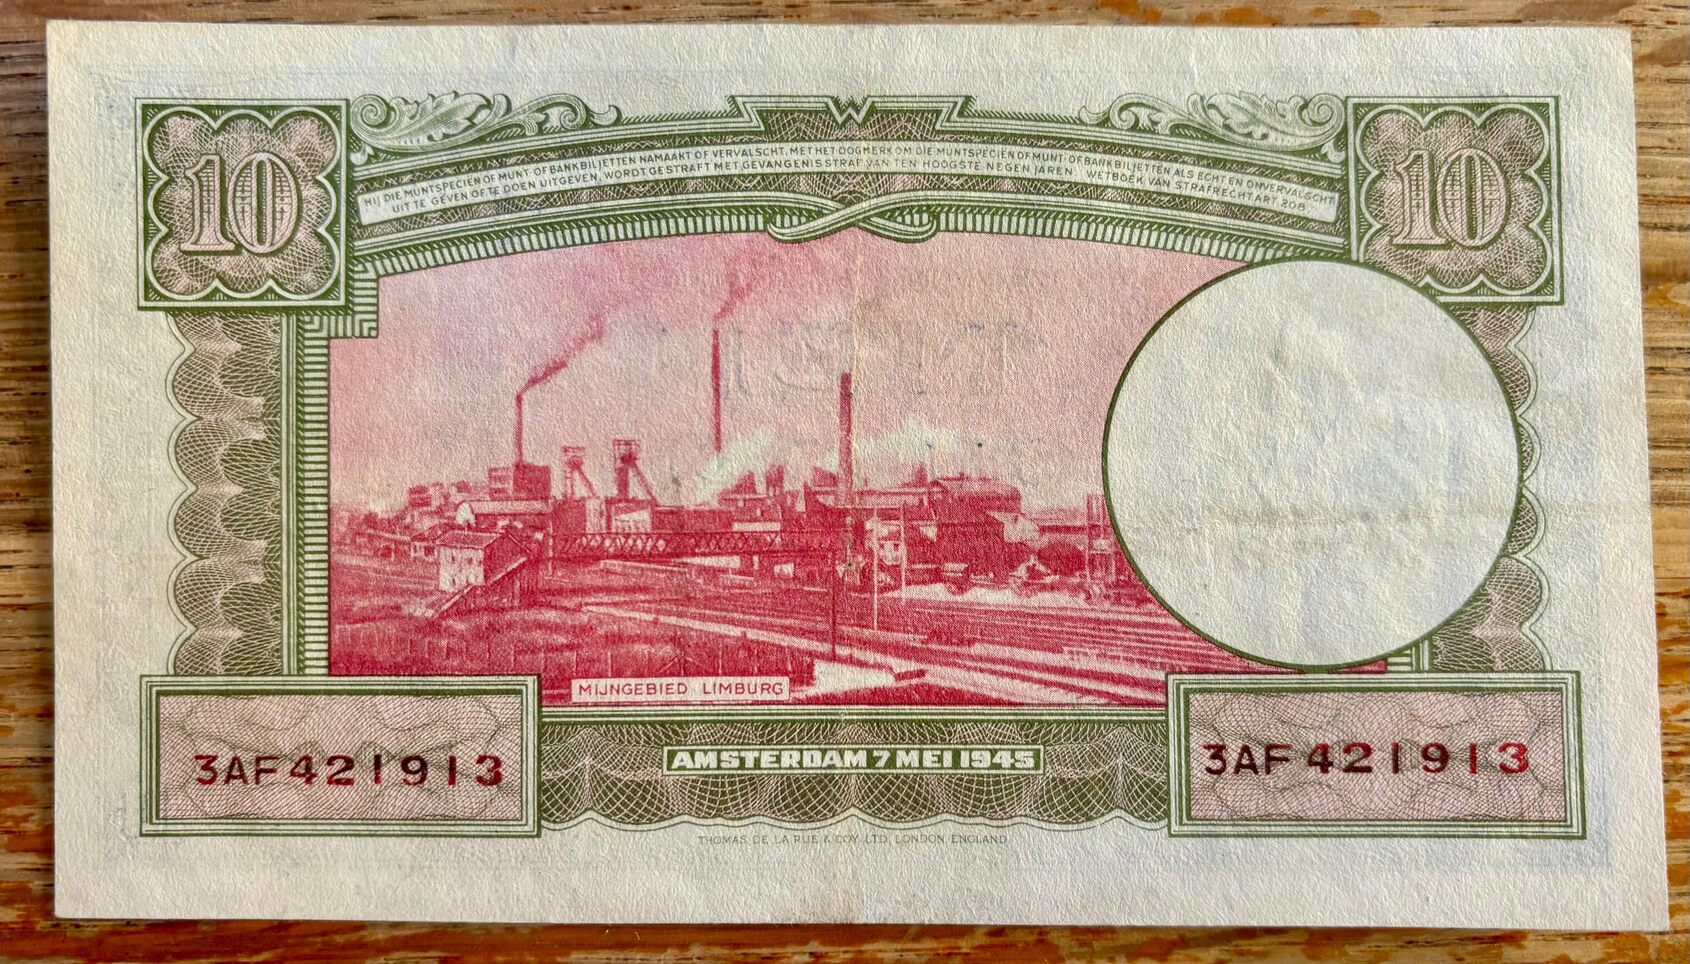 10
10
HIJ DIE MUNTSPECIËN OF MUNT- OF BANKBILJETTEN NAMAAKT OF VERVALSCHT, MET HET OOGMERK OM DIE MUNTSPECIËN OF MUNT- OF BANKBILJETTEN ALS ECHT EN ONVERVALSCHT
UIT TE GEVEN OF TE DOEN UITGEVEN, WORDT GESTRAFT MET GEVANGENISSTRAF VAN TEN HOOGSTE NEGEN JAREN. WETBOEK VAN STRAFRECHT ART 208.
MIJNGEBIED LIMBURG
3AF421913
AMSTERDAM 7 MEI 1945
3AF421913
THOMAS DE LA RUE & COY. LTD. LONDON. ENGLAND